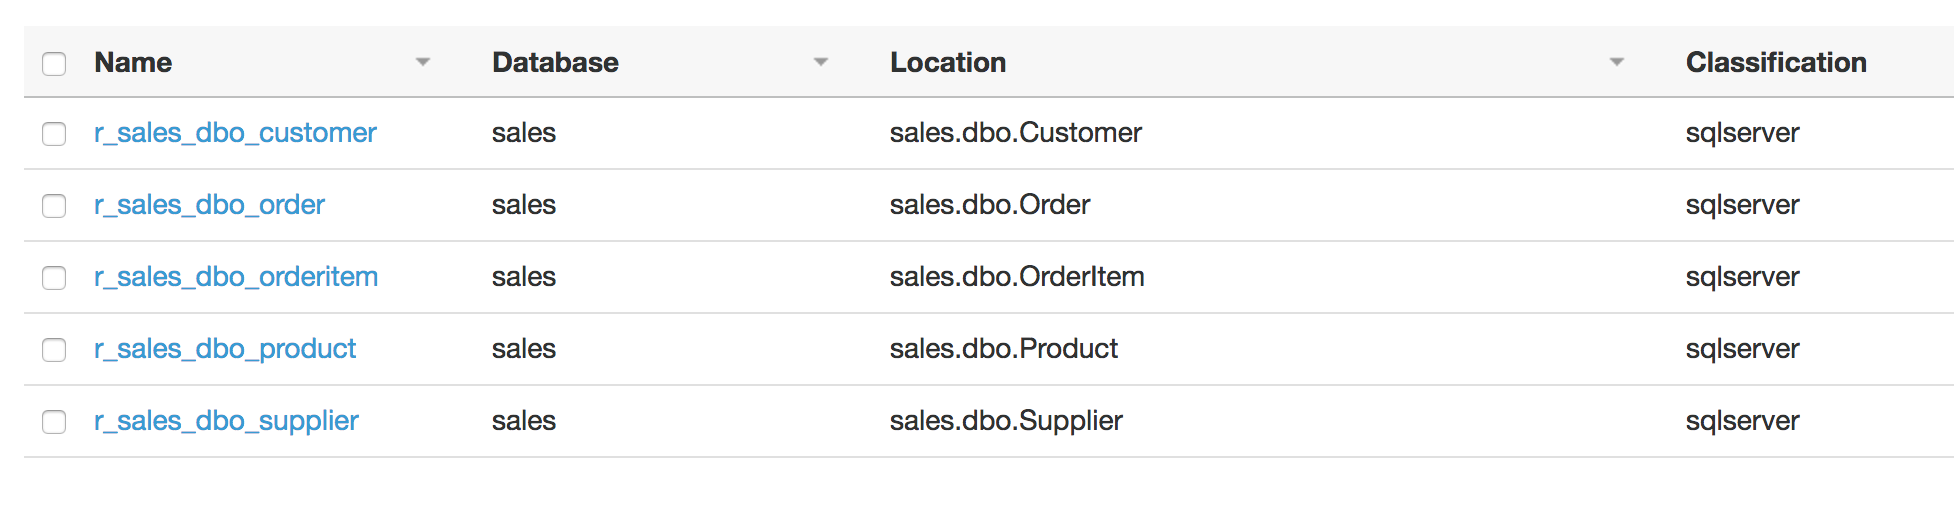 Name Database Location Classification
r_sales_dbo_customer sales sales.dbo.Customer sqlserver
r_sales_dbo_order sales sales.dbo.Order sqlserver
r_sales_dbo_orderitem sales sales.dbo.OrderItem sqlserver
r_sales_dbo_product sales sales.dbo.Product sqlserver
r_sales_dbo_supplier sales sales.dbo.Supplier sqlserver